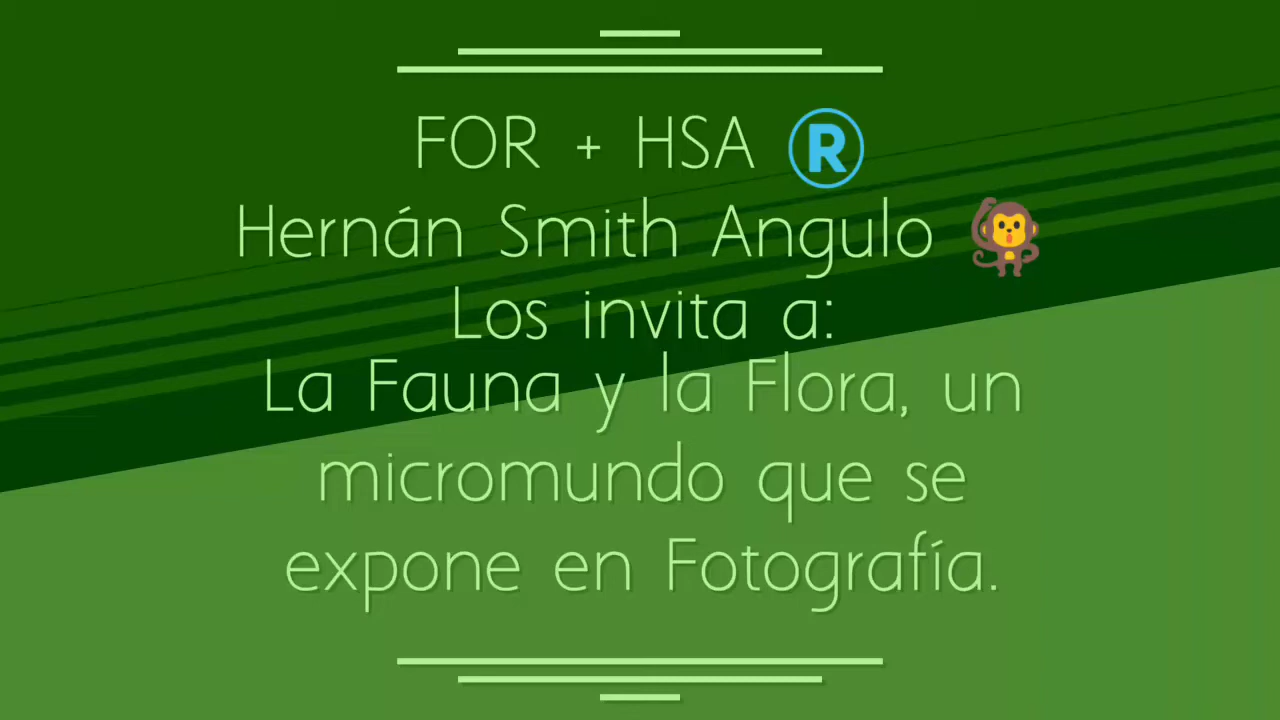 FOR + HSA ®
Hernán Smith Angulo 🐒
Los invita a:
La Fauna y la Flora, un
micromundo que se
expone en Fotografía.